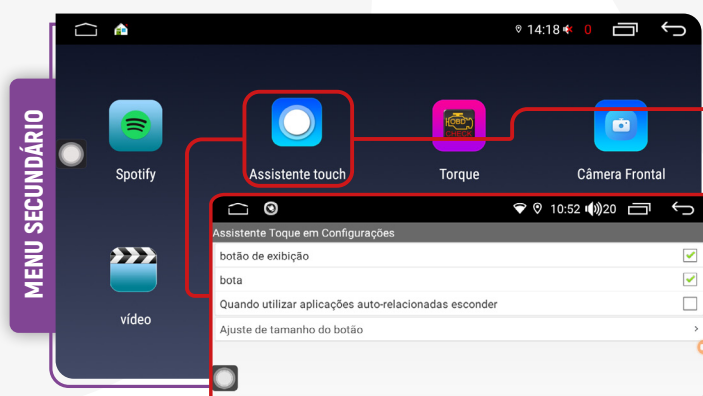 MENU SECUNDÁRIO
14:18 0
Spotify
Assistente touch
OBD
CHECK
Torque
Câmera Frontal
vídeo
10:52 20
Assistente Toque em Configurações
botão de exibição
bota
Quando utilizar aplicações auto-relacionadas esconder
Ajuste de tamanho do botão